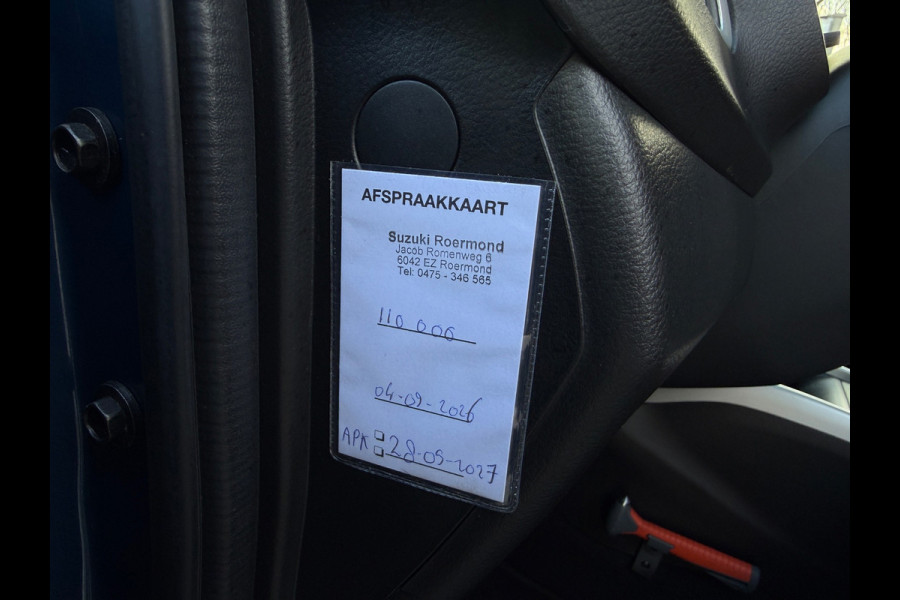 AFSPRAAKKAART
Suzuki Roermond
Jacob Romenweg 6
6042 EZ Roermond
Tel: 0475 - 346 565
110 000
04-09-2026
APK 28-09-2027